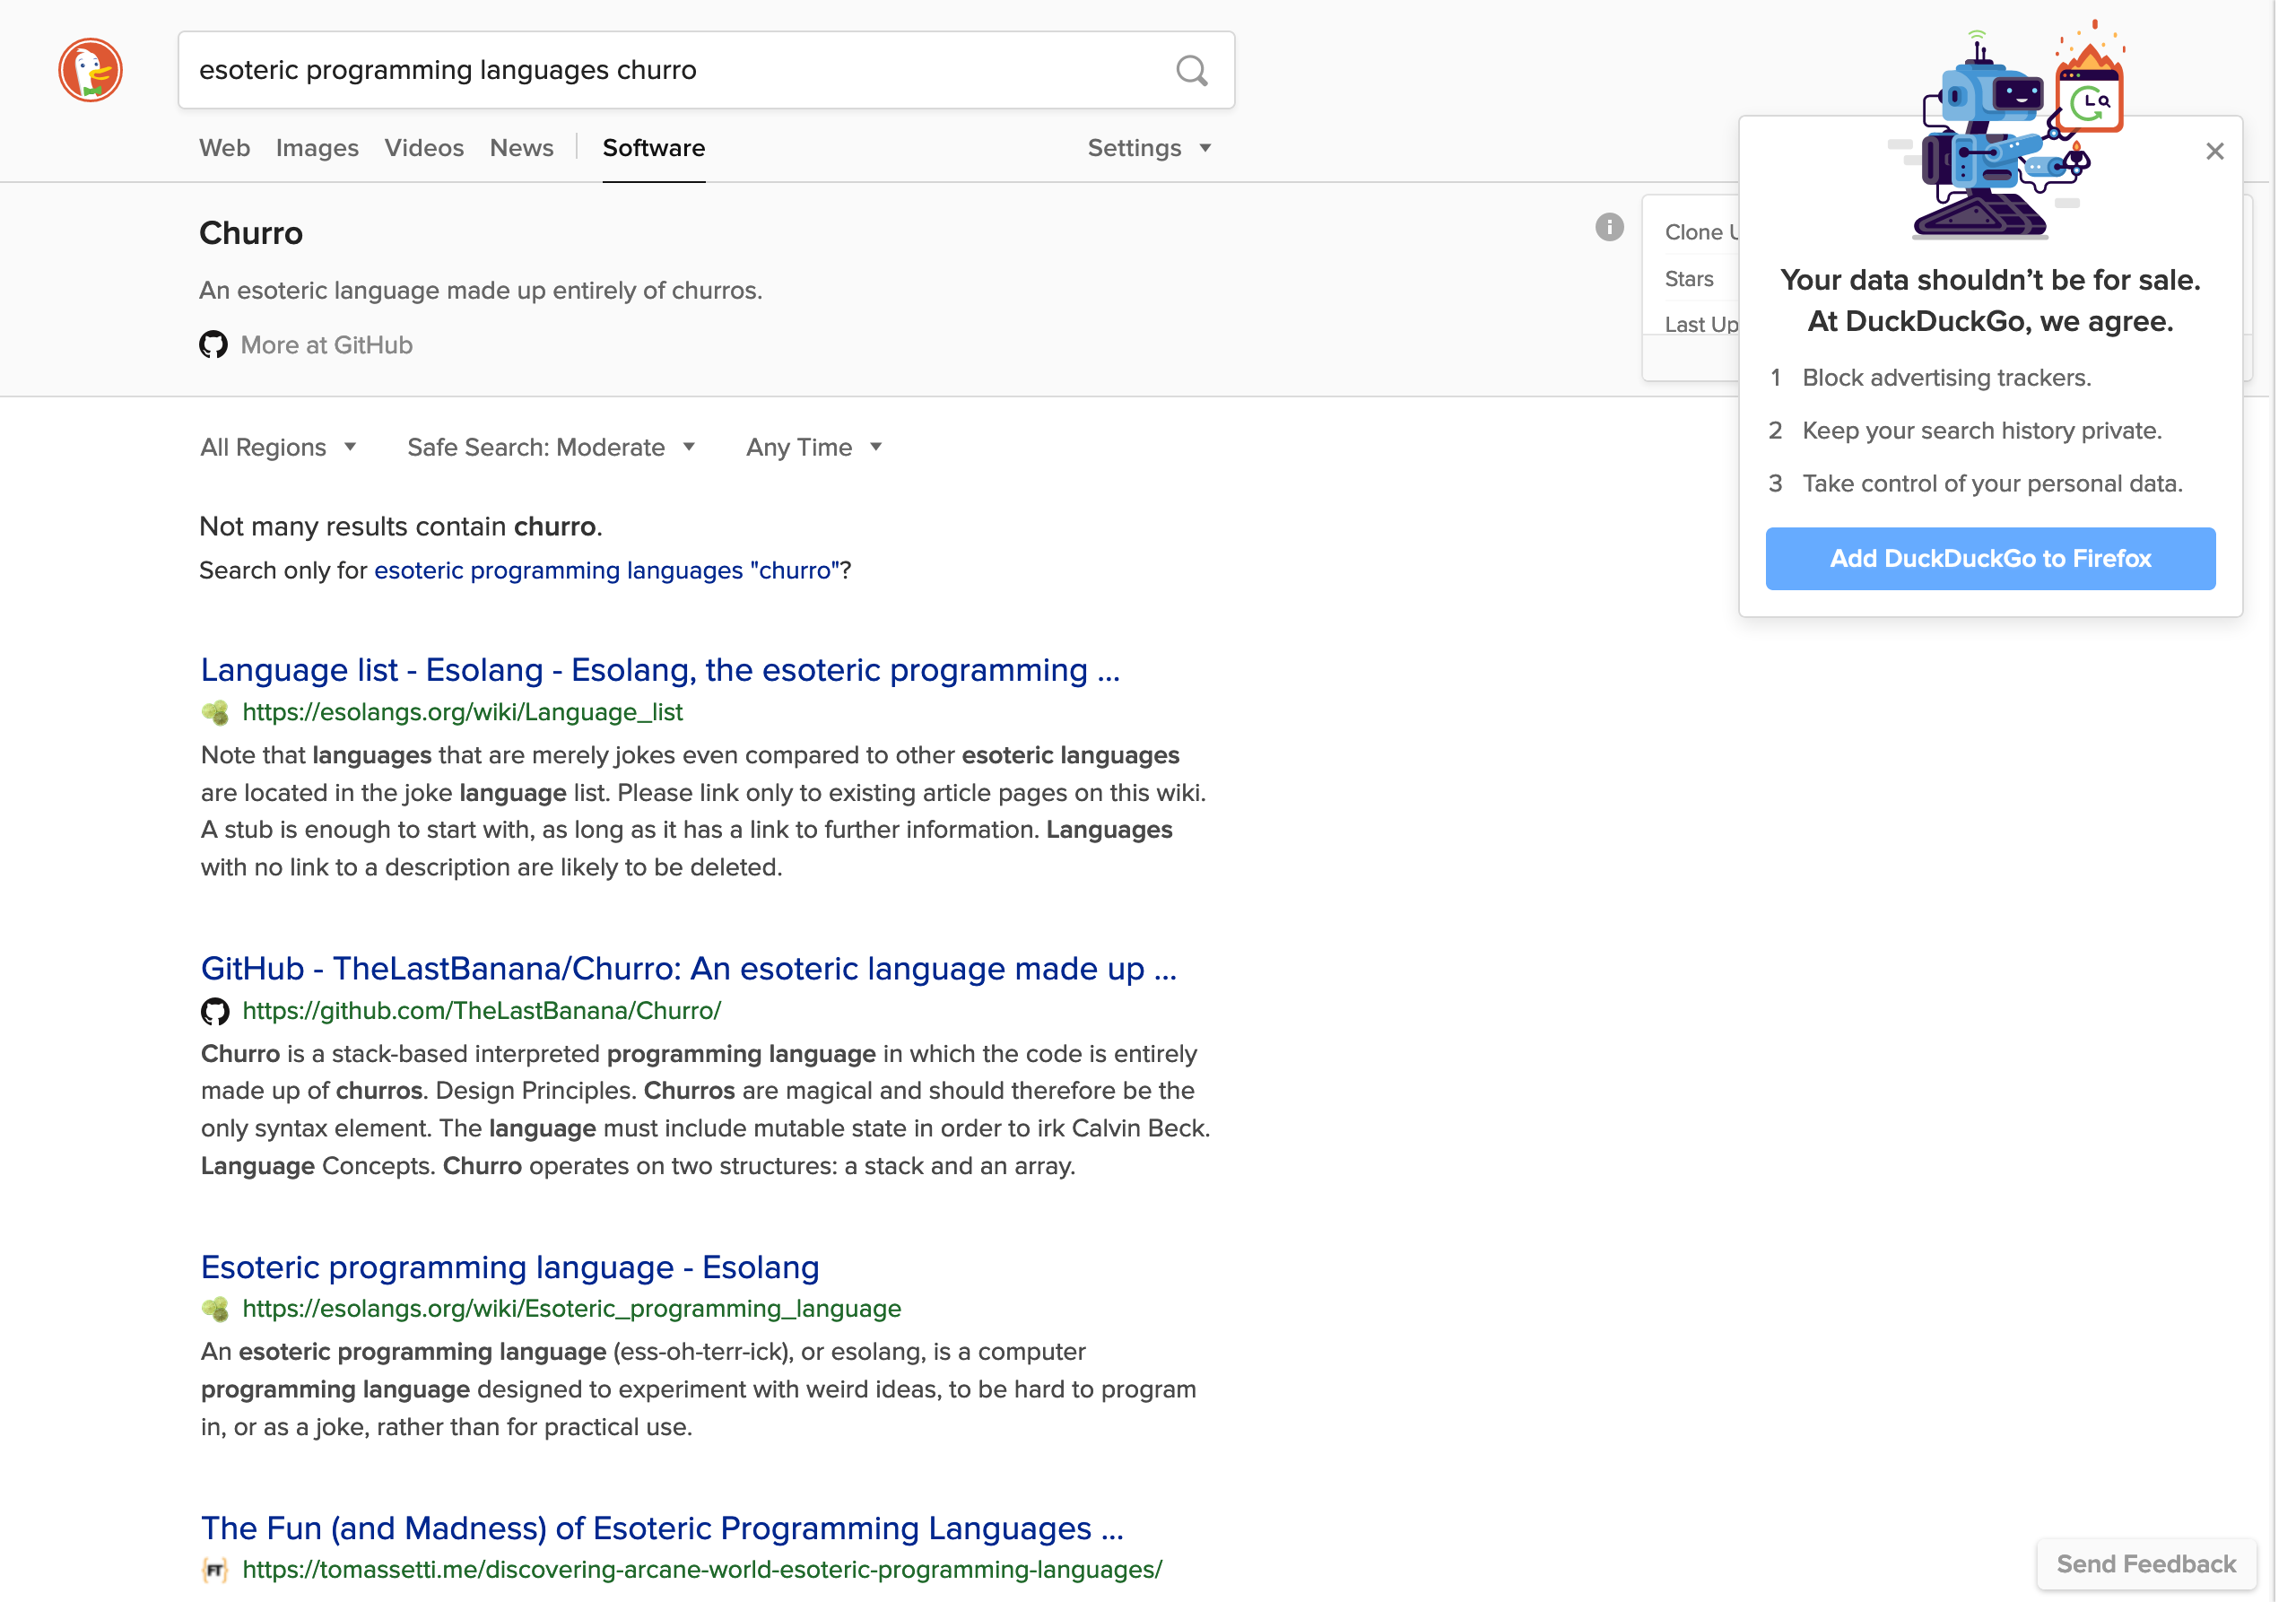 esoteric programming languages churro
Web Images Videos News Software Settings
Churro
An esoteric language made up entirely of churros.
More at GitHub
Clone U
Stars
Last Up
Your data shouldn’t be for sale.
At DuckDuckGo, we agree.
1 Block advertising trackers.
2 Keep your search history private.
3 Take control of your personal data.
Add DuckDuckGo to Firefox
All Regions Safe Search: Moderate Any Time
Not many results contain churro.
Search only for esoteric programming languages "churro"?
Language list - Esolang - Esolang, the esoteric programming ...
https://esolangs.org/wiki/Language_list
Note that languages that are merely jokes even compared to other esoteric languages
are located in the joke language list. Please link only to existing article pages on this wiki.
A stub is enough to start with, as long as it has a link to further information. Languages
with no link to a description are likely to be deleted.
GitHub - TheLastBanana/Churro: An esoteric language made up ...
https://github.com/TheLastBanana/Churro/
Churro is a stack-based interpreted programming language in which the code is entirely
made up of churros. Design Principles. Churros are magical and should therefore be the
only syntax element. The language must include mutable state in order to irk Calvin Beck.
Language Concepts. Churro operates on two structures: a stack and an array.
Esoteric programming language - Esolang
https://esolangs.org/wiki/Esoteric_programming_language
An esoteric programming language (ess-oh-terr-ick), or esolang, is a computer
programming language designed to experiment with weird ideas, to be hard to program
in, or as a joke, rather than for practical use.
The Fun (and Madness) of Esoteric Programming Languages ...
{FT} https://tomassetti.me/discovering-arcane-world-esoteric-programming-languages/
Send Feedback